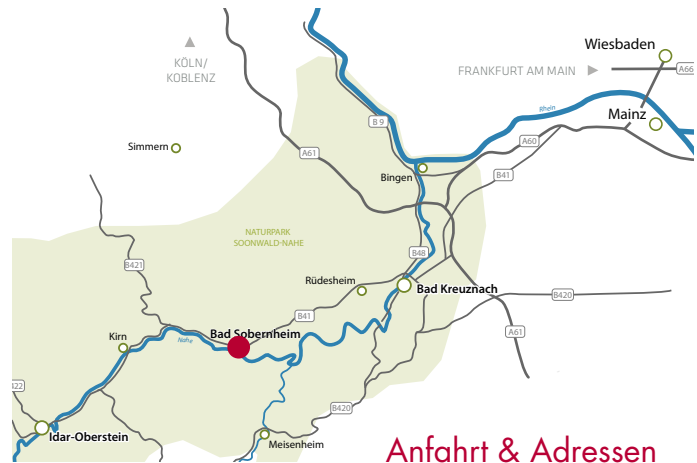 Wiesbaden
KÖLN/
KOBLENZ
FRANKFURT AM MAIN
A66
Rhein
Mainz
B 9
A60
Simmern
A61
Bingen
B41
NATURPARK
SOONWALD-NAHE
B48
B421
Rüdesheim
Bad Kreuznach
B420
B41
Kirn
Nahe
Bad Sobernheim
A61
B422
B420
Idar-Oberstein
Meisenheim
Anfahrt & Adressen